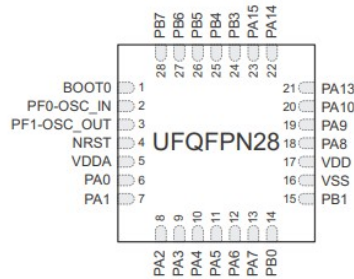 PB7 PB6 PB5 PB4 PB3 PA15 PA14
28 27 26 25 24 23 22
BOOT0 1
PF0-OSC_IN 2
PF1-OSC_OUT 3
NRST 4
VDDA 5
PA0 6
PA1 7
UFQFPN28
21 PA13
20 PA10
19 PA9
18 PA8
17 VDD
16 VSS
15 PB1
8 9 10 11 12 13 14
PA2 PA3 PA4 PA5 PA6 PA7 PB0